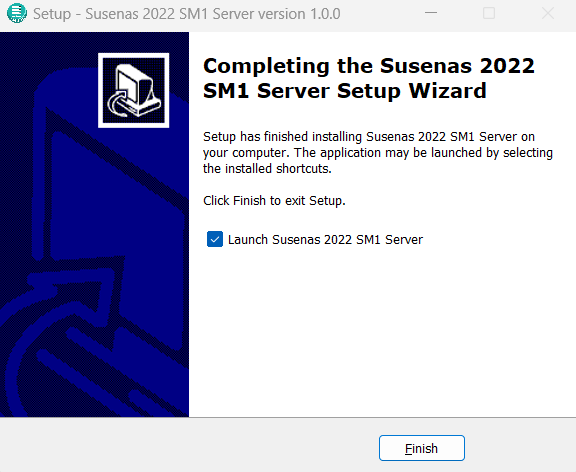 Setup - Susenas 2022 SM1 Server version 1.0.0
Completing the Susenas 2022
SM1 Server Setup Wizard
Setup has finished installing Susenas 2022 SM1 Server on
your computer. The application may be launched by selecting
the installed shortcuts.
Click Finish to exit Setup.
Launch Susenas 2022 SM1 Server
Finish